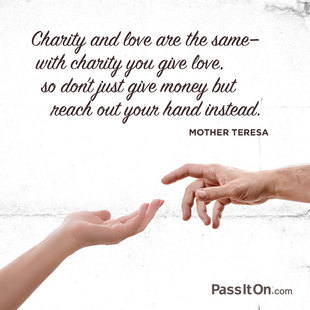 Charity and love are the same–
with charity you give love,
so don't just give money but
reach out your hand instead.
MOTHER TERESA
PassItOn.com